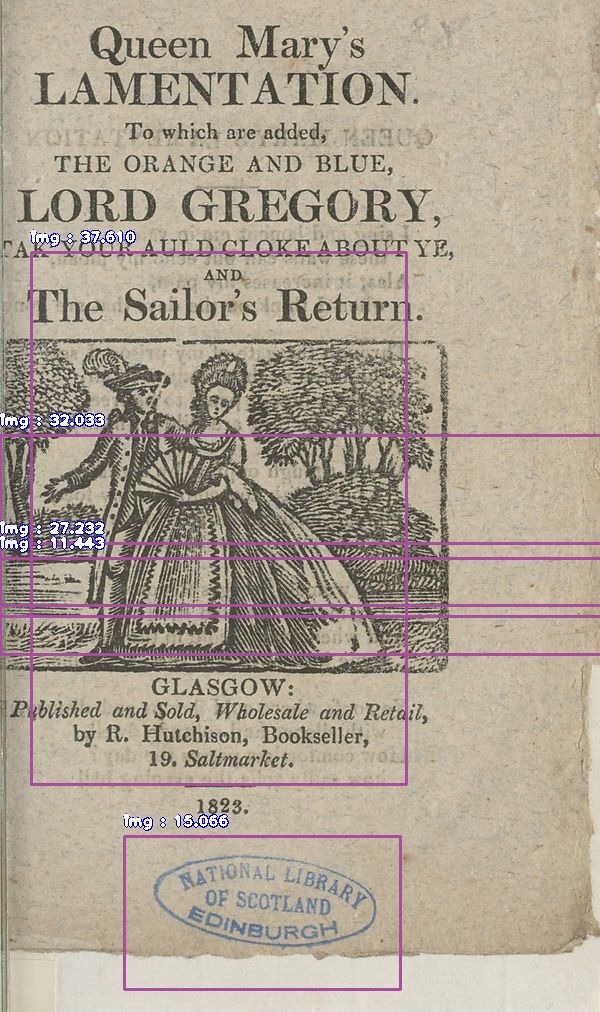 Queen Mary's
LAMENTATION.
To which are added,
THE ORANGE AND BLUE,
LORD GREGORY,
TAK YOUR AULD CLOKE ABOUT YE,
AND
The Sailor's Return.
GLASGOW:
Published and Sold, Wholesale and Retail,
by R. Hutchison, Bookseller,
19. Saltmarket.
1823.
NATIONAL LIBRARY
OF SCOTLAND
EDINBURGH
Img : 37.610
Img : 32.033
Img : 27.232
Img : 11.443
Img : 15.066